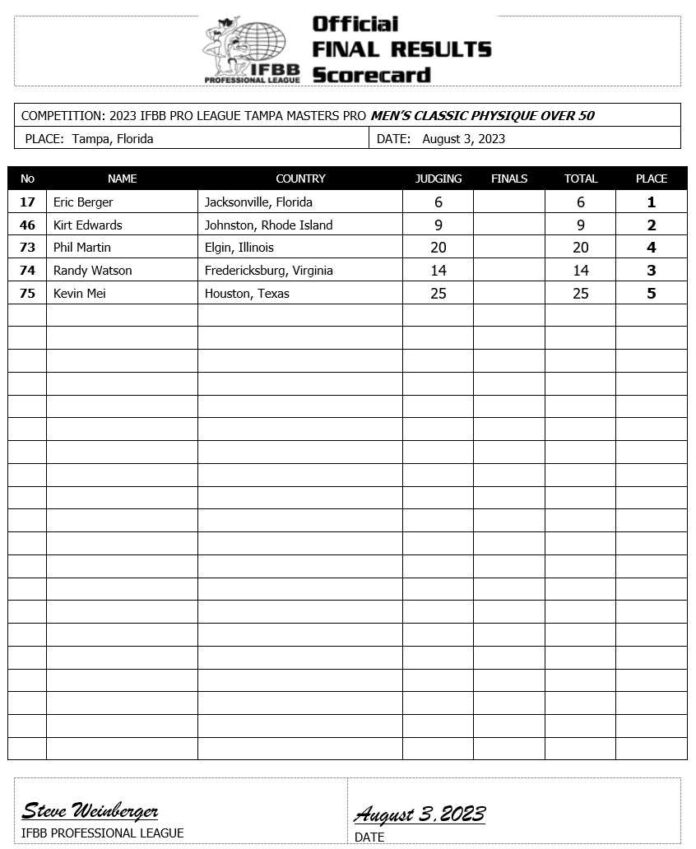 Official
FINAL RESULTS
Scorecard
IFBB
PROFESSIONAL LEAGUE
COMPETITION: 2023 IFBB PRO LEAGUE TAMPA MASTERS PRO MEN'S CLASSIC PHYSIQUE OVER 50
PLACE: Tampa, Florida DATE: August 3, 2023
No NAME COUNTRY JUDGING FINALS TOTAL PLACE
17 Eric Berger Jacksonville, Florida 6 6 1
46 Kirt Edwards Johnston, Rhode Island 9 9 2
73 Phil Martin Elgin, Illinois 20 20 4
74 Randy Watson Fredericksburg, Virginia 14 14 3
75 Kevin Mei Houston, Texas 25 25 5
Steve Weinberger August 3, 2023
IFBB PROFESSIONAL LEAGUE DATE